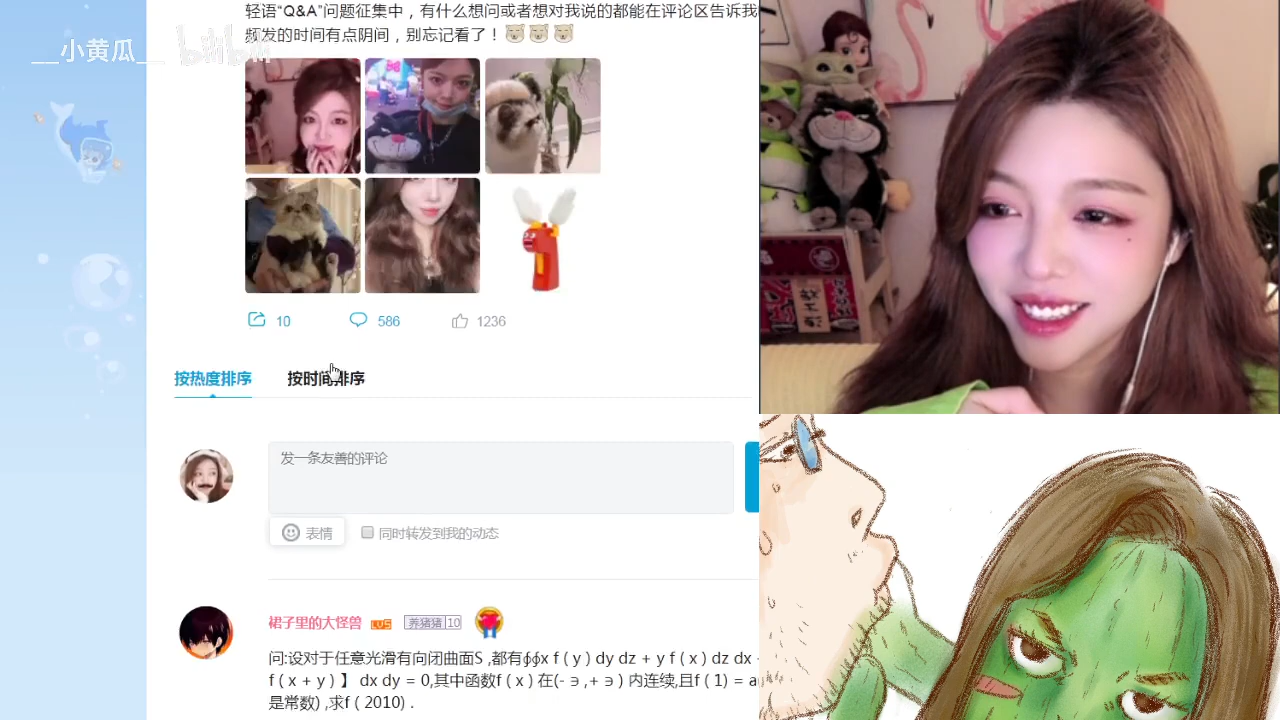 轻语“Q&A”问题征集中，有什么想问或者想对我说的都能在评论区告诉我
频发的时间有点阴间，别忘记看了！
__小黄瓜__ bilibili
10 586 1236
按热度排序 按时间排序
发一条友善的评论
表情 同时转发到我的动态
裙子里的大怪兽 LV5 养猪猪 10
问:设对于任意光滑有向闭曲面S ,都有∯x f ( y ) dy dz + y f ( x ) dz dx
f ( x + y ) 】 dx dy = 0,其中函数f ( x ) 在(- ∍ ,+ ∍ ) 内连续,且f ( 1) = a(
是常数) ,求f ( 2010) .